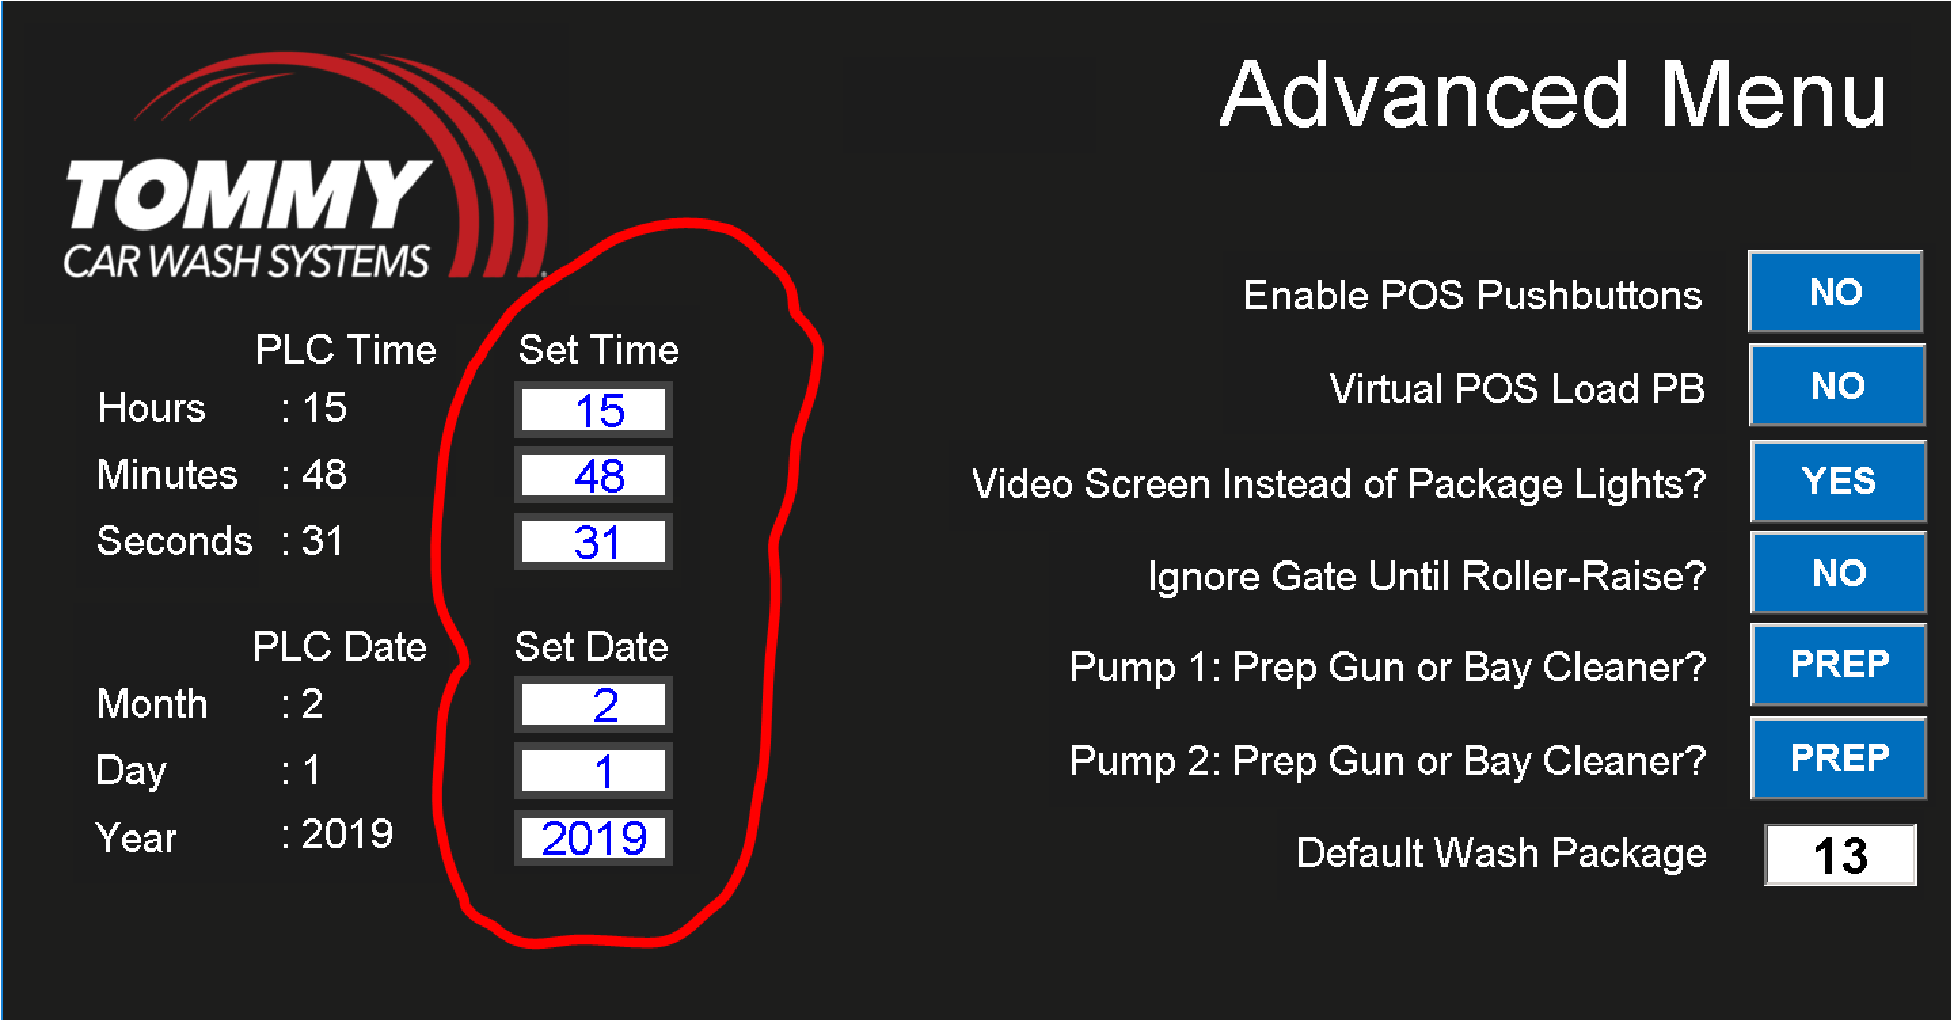 Advanced Menu
TOMMY
CAR WASH SYSTEMS
PLC Time Set Time
Hours : 15 15
Minutes : 48 48
Seconds : 31 31
PLC Date Set Date
Month : 2 2
Day : 1 1
Year : 2019 2019
Enable POS Pushbuttons NO
Virtual POS Load PB NO
Video Screen Instead of Package Lights? YES
Ignore Gate Until Roller-Raise? NO
Pump 1: Prep Gun or Bay Cleaner? PREP
Pump 2: Prep Gun or Bay Cleaner? PREP
Default Wash Package 13